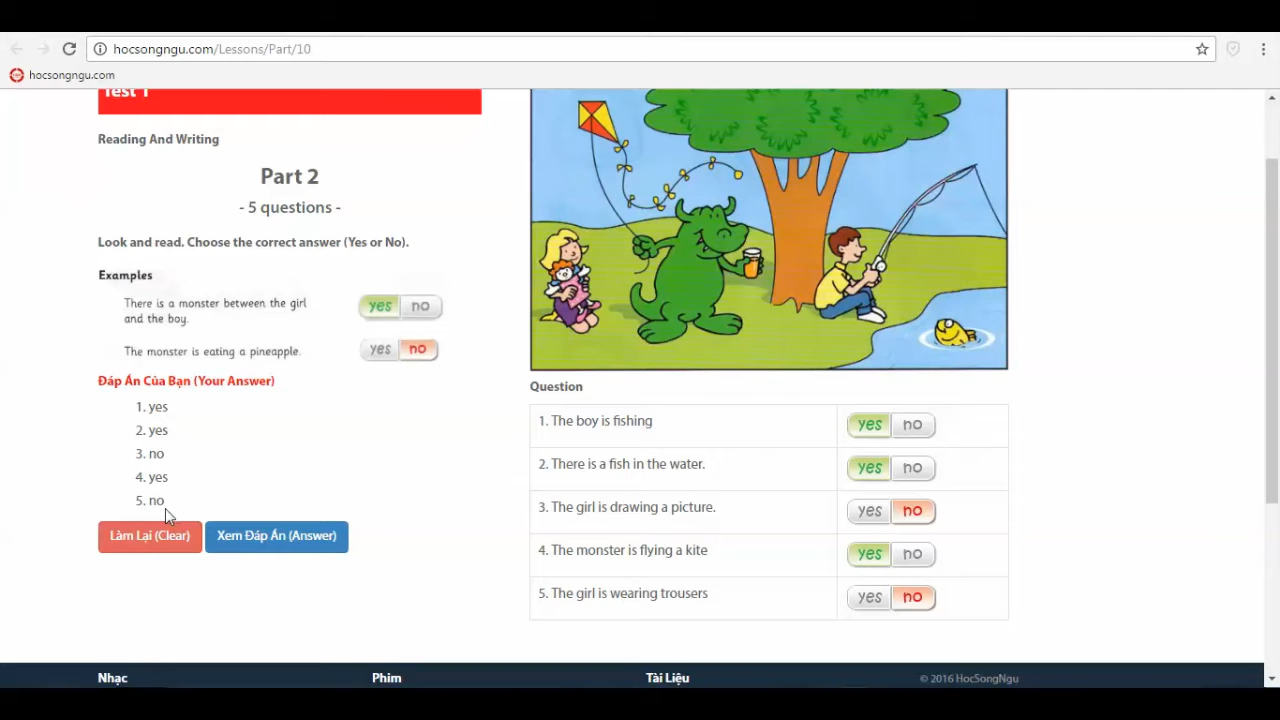 hocsongngu.com/Lessons/Part/10
hocsongngu.com
Test 1
Reading And Writing
Part 2
- 5 questions -
Look and read. Choose the correct answer (Yes or No).
Examples
There is a monster between the girl
and the boy.
yes no
The monster is eating a pineapple.
yes no
Đáp Án Của Bạn (Your Answer)
1. yes
2. yes
3. no
4. yes
5. no
Làm Lại (Clear)
Xem Đáp Án (Answer)
Question
1. The boy is fishing
yes no
2. There is a fish in the water.
yes no
3. The girl is drawing a picture.
yes no
4. The monster is flying a kite
yes no
5. The girl is wearing trousers
yes no
Nhạc
Phim
Tài Liệu
© 2016 HocSongNgu